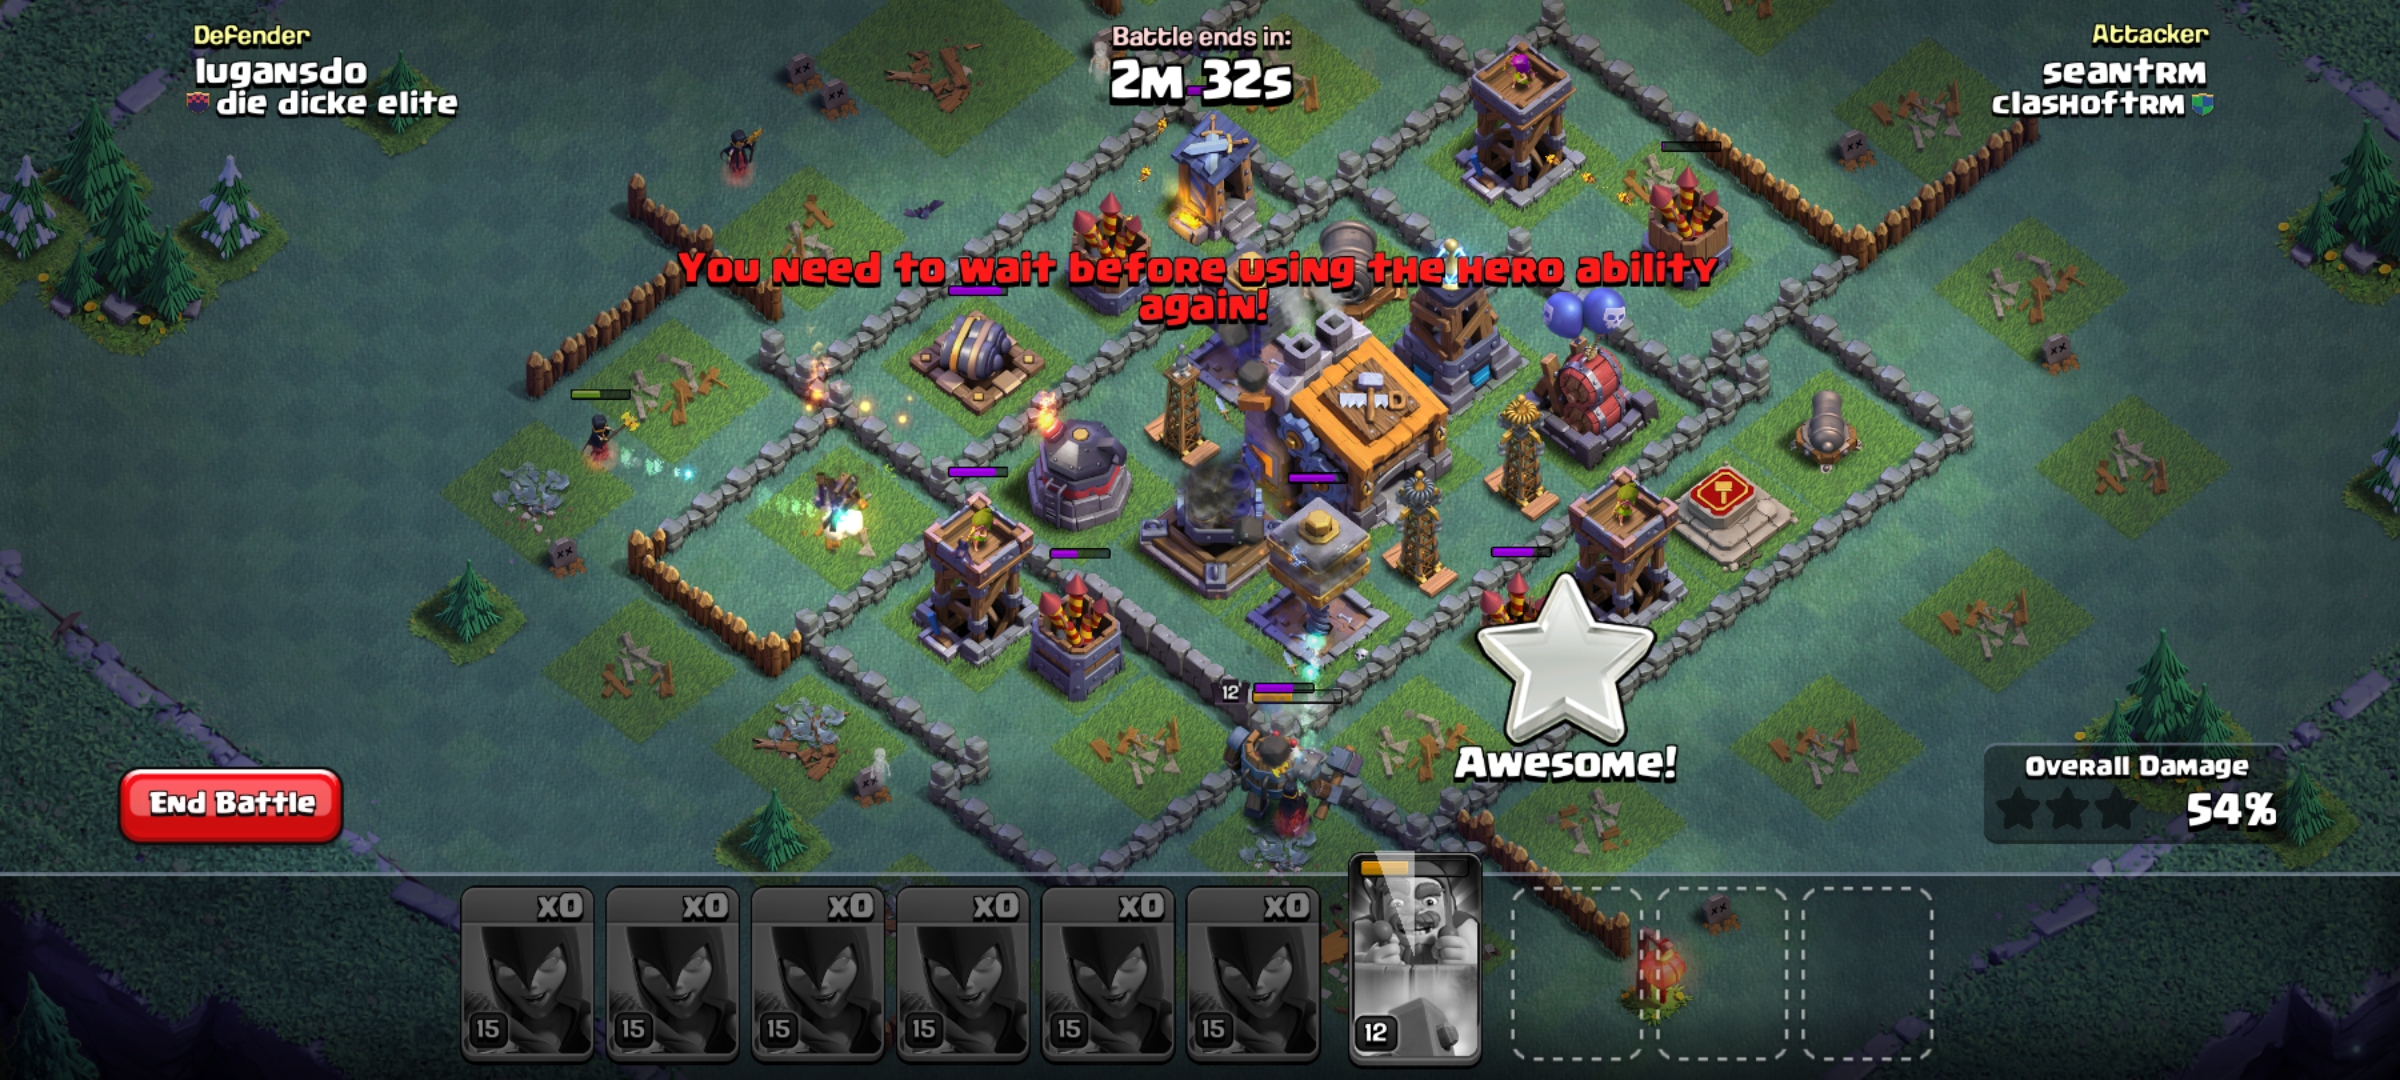 Defender
lugansdo
die dicke elite
Battle ends in:
2M 32s
Attacker
seantRM
clashoftRM
You need to wait before using the Hero ability
again!
12
Awesome!
End Battle
Overall Damage
54%
x0
x0
x0
x0
x0
x0
15
15
15
15
15
15
12